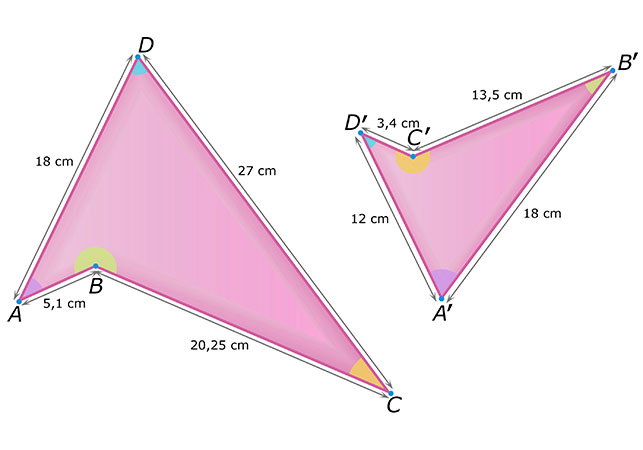 D
18 cm
27 cm
B
A
5,1 cm
20,25 cm
C
B′
13,5 cm
D′
3,4 cm
C′
12 cm
18 cm
A′